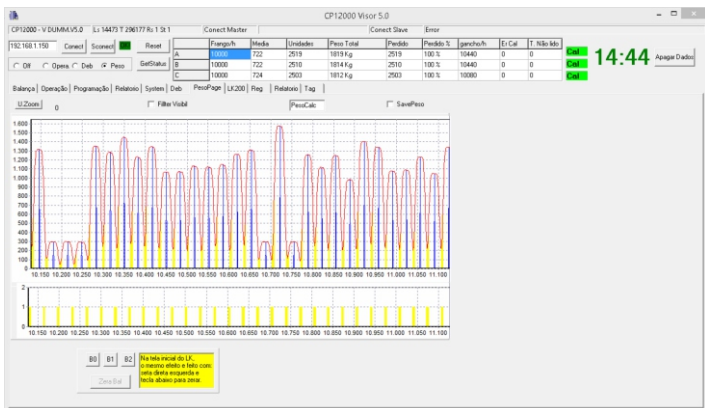 CP12000 Visor 5.0
CP12000 - V DUMM.V5.0 Ls 14473 T 296177 Rs 1 St 1 Conect Master Conect Slave Error
192.168.1.150 Conect Sconect Reset
Off Opera. Deb Peso GetStatus
Frango/h Media Unidades Peso Total Perdido Perdido % gancho/h Er.Cal T. Não lido
A 10000 722 2519 1819 Kg 2519 100 % 10440 0 0 Cal
B 10000 722 2510 1814 Kg 2510 100 % 10440 0 0 Cal
C 10000 724 2503 1812 Kg 2503 100 % 10080 0 0 Cal
14:44 Apagar Dados
Balança Operação Programação Relatorio System Deb PesoPage LK200 Reg Relatorio Tag
U.Zoom 0 Filter Visibil PesoCalc SavePeso
1.600
1.500
1.400
1.300
1.200
1.100
1.000
900
800
700
600
500
400
300
200
100
0
10.150 10.200 10.250 10.300 10.350 10.400 10.450 10.500 10.550 10.600 10.650 10.700 10.750 10.800 10.850 10.900 10.950 11.000 11.050 11.100
2
1
0
10.150 10.200 10.250 10.300 10.350 10.400 10.450 10.500 10.550 10.600 10.650 10.700 10.750 10.800 10.850 10.900 10.950 11.000 11.050 11.100
B0 B1 B2
Zera Bal
Na tela inicial do LK,
o mesmo efeito e feito com:
seta direta esquerda e
tecla abaixo para zerar.